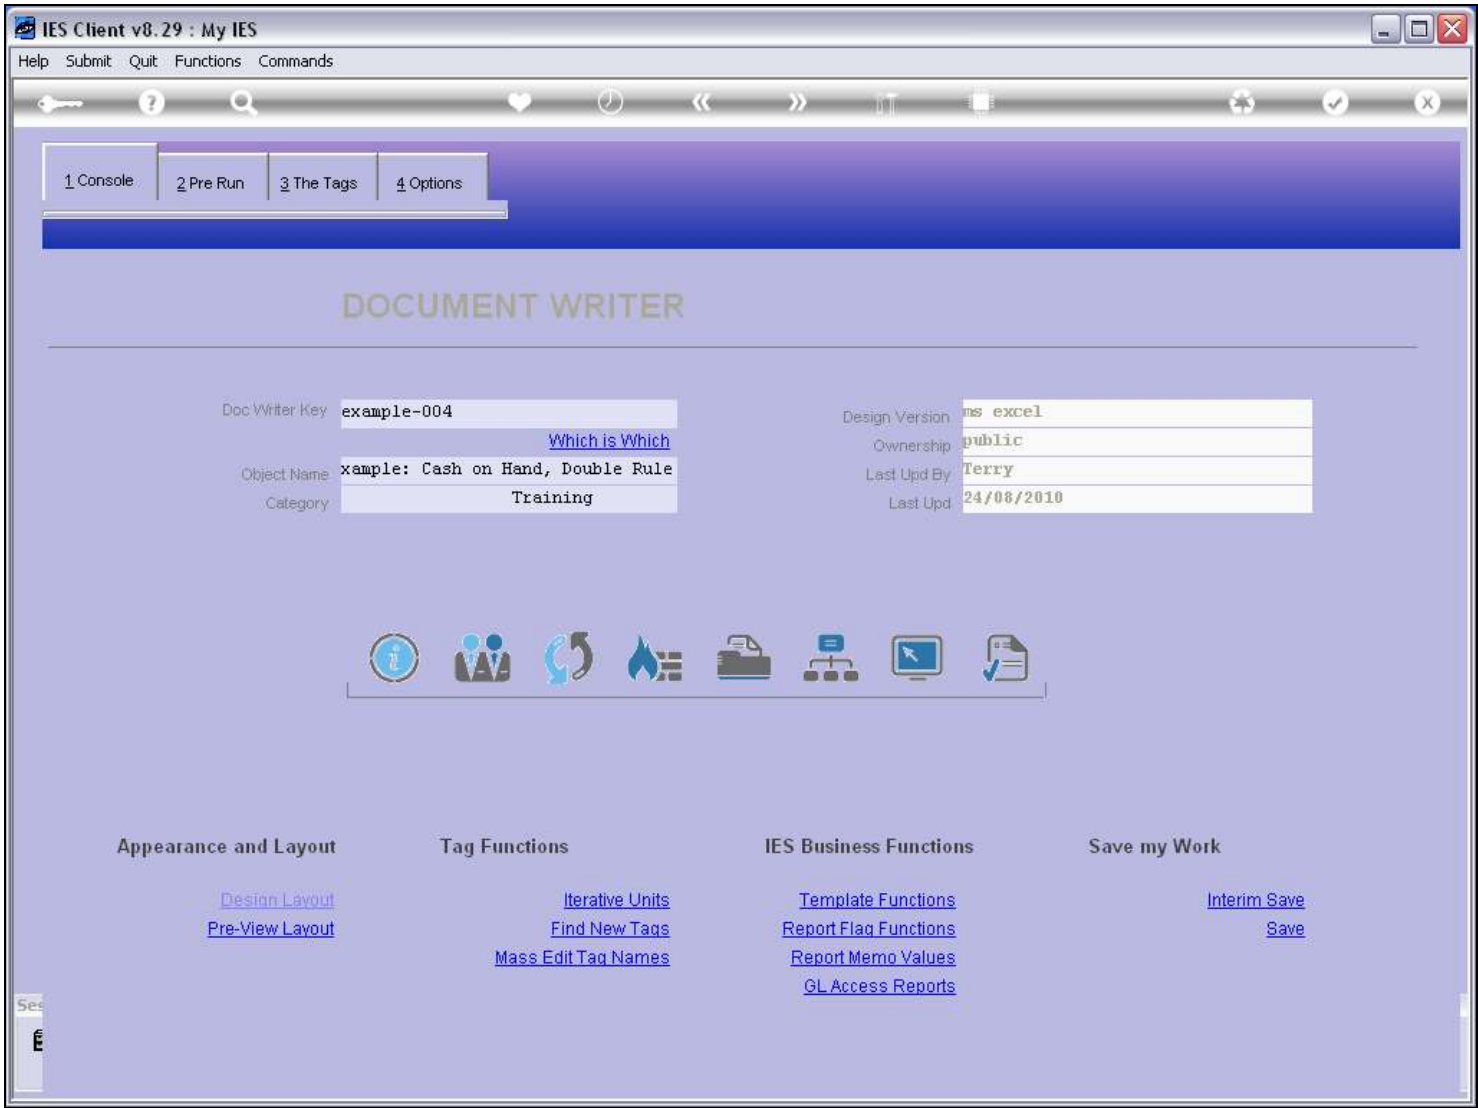 IES Client v8.29 : My IES
Help Submit Quit Functions Commands
1 Console 2 Pre Run 3 The Tags 4 Options
DOCUMENT WRITER
Doc Writer Key example-004
Which is Which
Object Name xample: Cash on Hand, Double Rule
Category Training
Design Version ms excel
Ownership public
Last Upd By Terry
Last Upd 24/08/2010
Appearance and Layout
Design Layout
Pre-View Layout
Tag Functions
Iterative Units
Find New Tags
Mass Edit Tag Names
IES Business Functions
Template Functions
Report Flag Functions
Report Memo Values
GL Access Reports
Save my Work
Interim Save
Save
Ses